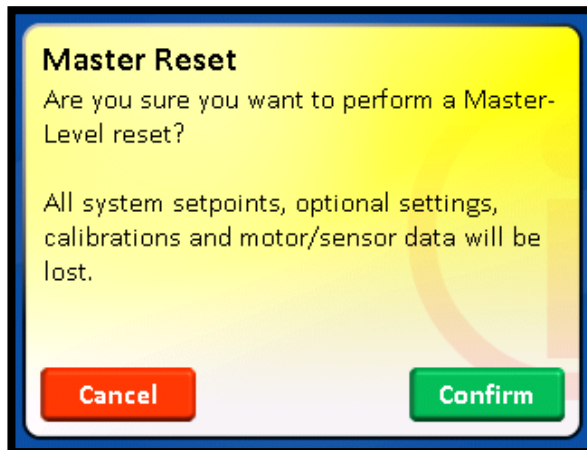 Master Reset
Are you sure you want to perform a Master-
Level reset?
All system setpoints, optional settings,
calibrations and motor/sensor data will be
lost.
Cancel
Confirm